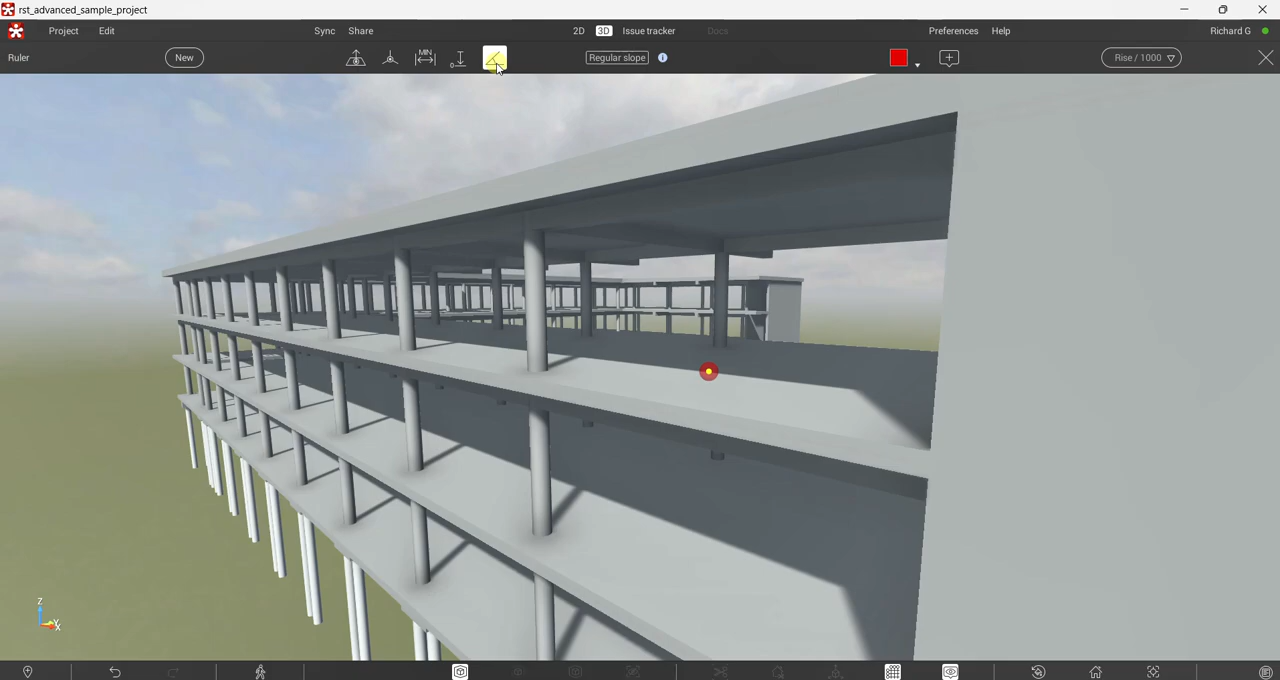 rst_advanced_sample_project
Project Edit Sync Share 2D 3D Issue tracker Docs Preferences Help Richard G
Ruler New MIN Regular slope i Rise / 1000
Z
Y
X